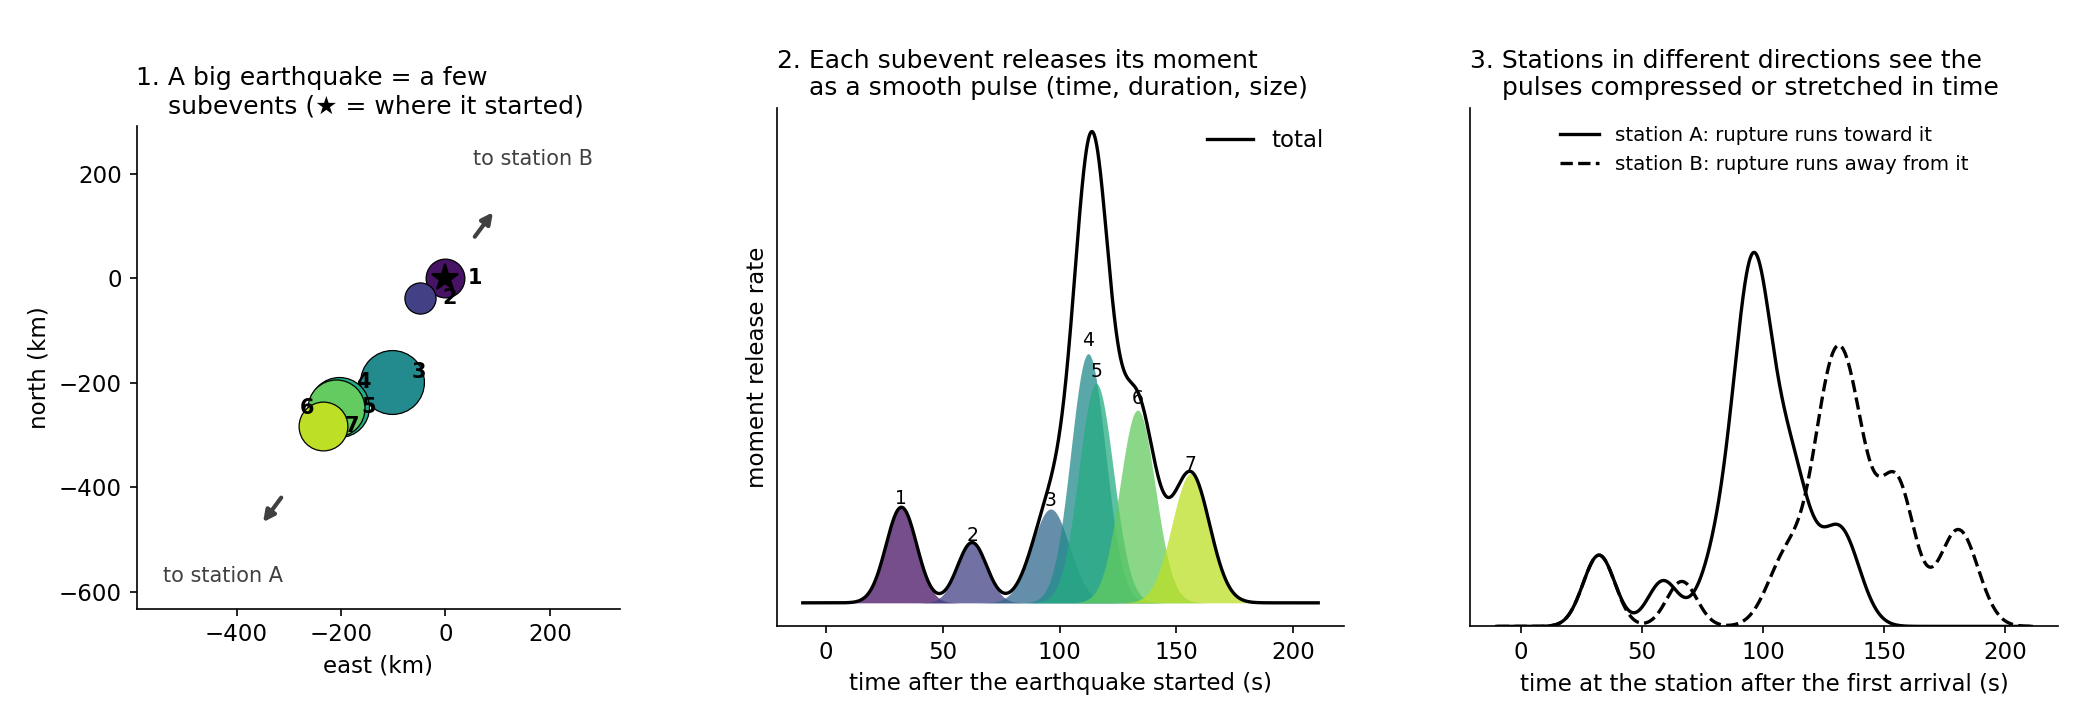 1. A big earthquake = a few
subevents (★ = where it started)
to station B
1
2
3
4
5
6
7
to station A
200
0
−200
−400
−600
−400
−200
0
200
north (km)
east (km)
2. Each subevent releases its moment
as a smooth pulse (time, duration, size)
total
4
5
6
7
1
3
2
moment release rate
0
50
100
150
200
time after the earthquake started (s)
3. Stations in different directions see the
pulses compressed or stretched in time
station A: rupture runs toward it
station B: rupture runs away from it
0
50
100
150
200
time at the station after the first arrival (s)